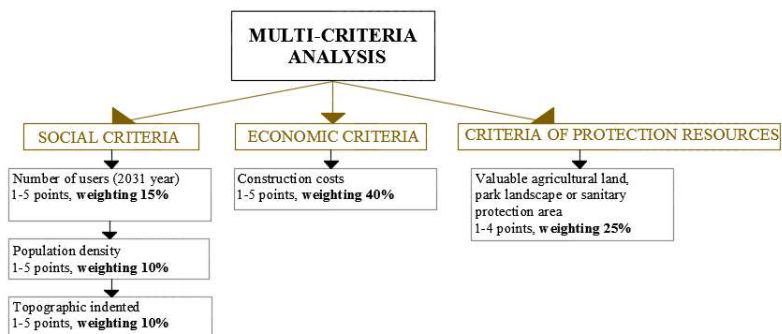 MULTI-CRITERIA
ANALYSIS
SOCIAL CRITERIA
Number of users (2031 year)
1-5 points, weighting 15%
Population density
1-5 points, weighting 10%
Topographic indented
1-5 points, weighting 10%
ECONOMIC CRITERIA
Construction costs
1-5 points, weighting 40%
CRITERIA OF PROTECTION RESOURCES
Valuable agricultural land,
park landscape or sanitary
protection area
1-4 points, weighting 25%